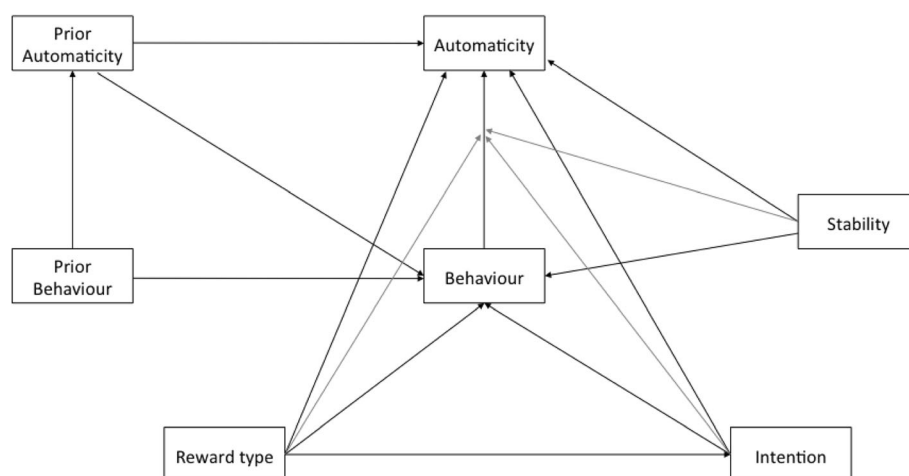 Prior
Automaticity
Automaticity
Stability
Prior
Behaviour
Behaviour
Reward type
Intention